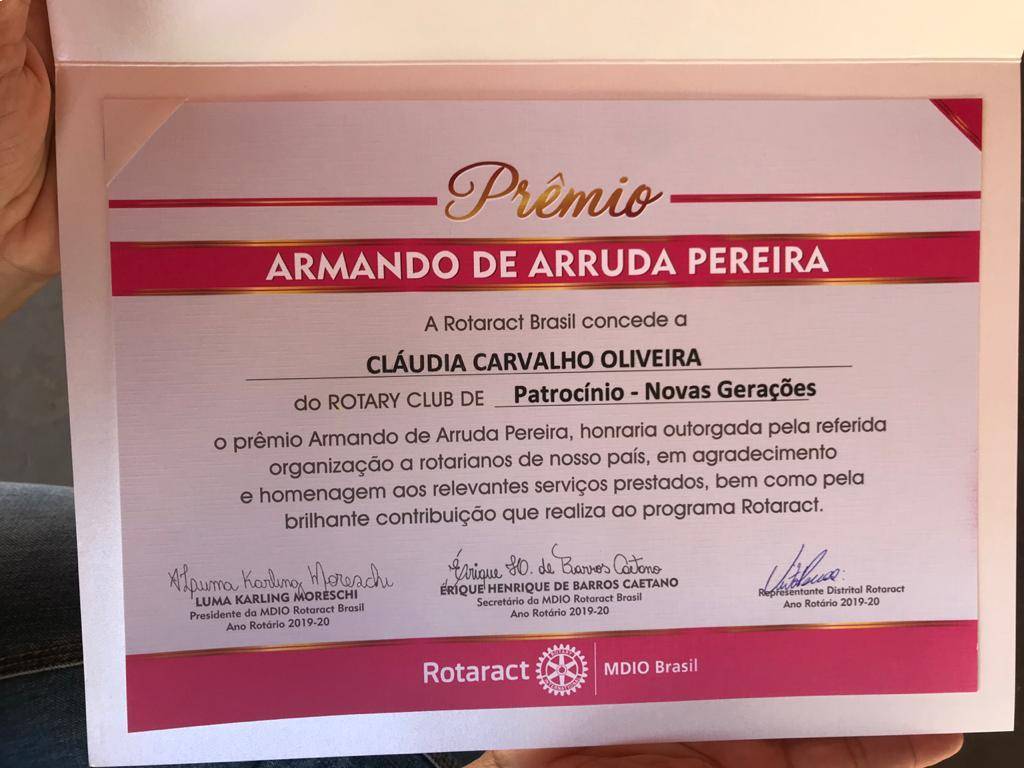 Prêmio
ARMANDO DE ARRUDA PEREIRA
A Rotaract Brasil concede a
CLÁUDIA CARVALHO OLIVEIRA
do ROTARY CLUB DE Patrocínio - Novas Gerações
o prêmio Armando de Arruda Pereira, honraria outorgada pela referida
organização a rotarianos de nosso país, em agradecimento
e homenagem aos relevantes serviços prestados, bem como pela
brilhante contribuição que realiza ao programa Rotaract.
Luma Karling Moreschi
LUMA KARLING MORESCHI
Presidente da MDIO Rotaract Brasil
Ano Rotário 2019-20
Érique H. de Barros Caetano
ÉRIQUE HENRIQUE DE BARROS CAETANO
Secretário da MDIO Rotaract Brasil
Ano Rotário 2019-20
Representante Distrital Rotaract
Ano Rotário 2019-20
Rotaract
ROTARY
INTERNATIONAL
MDIO Brasil